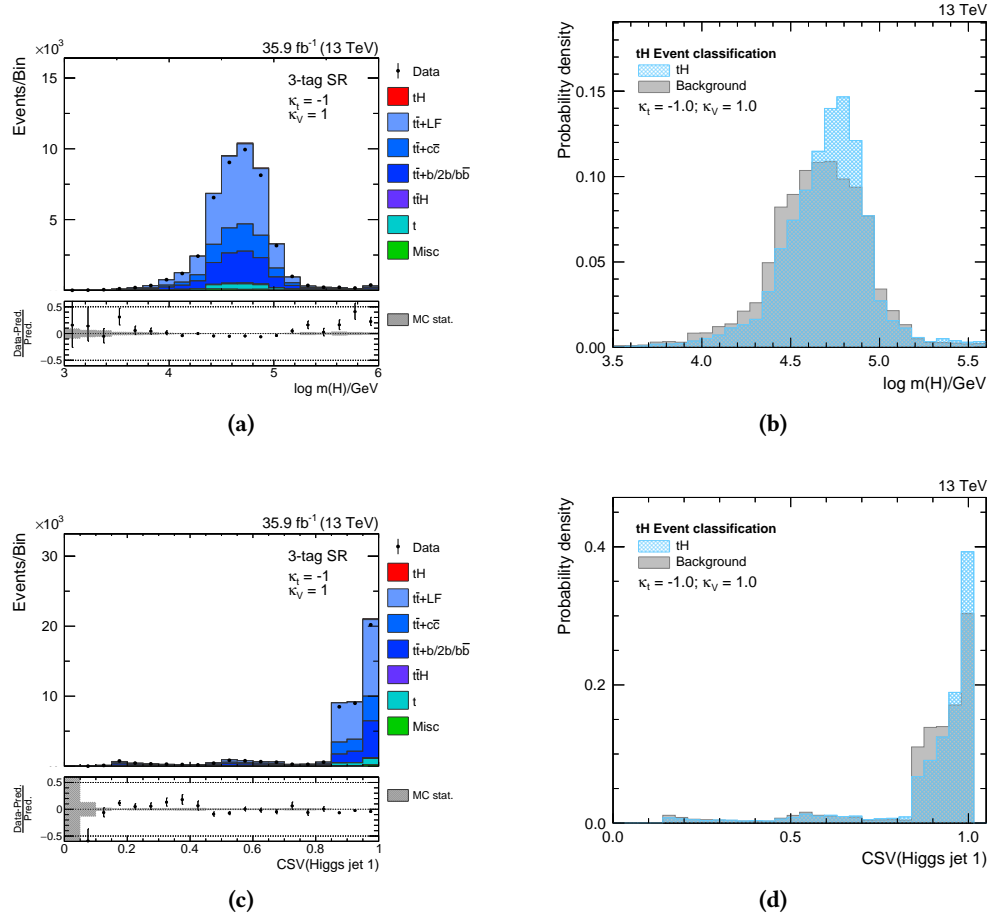 35.9 fb⁻¹ (13 TeV)
×10³
Events/Bin
15
10
5
3-tag SR
κt = -1
κV = 1
Data
tH
tt̄+LF
tt̄+cc̄
tt̄+b/2b/bb̄
tt̄H
t
Misc
Data-Pred
Pred.
0.5
0
−0.5
MC stat.
3 4 5 6
log m(H)/GeV
(a)
13 TeV
Probability density
0.15
0.10
0.05
0.00
tH Event classification
tH
Background
κt = -1.0; κV = 1.0
3.5 4.0 4.5 5.0 5.5
log m(H)/GeV
(b)
35.9 fb⁻¹ (13 TeV)
×10³
Events/Bin
30
20
10
3-tag SR
κt = -1
κV = 1
Data
tH
tt̄+LF
tt̄+cc̄
tt̄+b/2b/bb̄
tt̄H
t
Misc
Data-Pred
Pred.
0.5
0
−0.5
MC stat.
0 0.2 0.4 0.6 0.8 1
CSV(Higgs jet 1)
(c)
13 TeV
Probability density
0.4
0.2
0.0
tH Event classification
tH
Background
κt = -1.0; κV = 1.0
0.0 0.5 1.0
CSV(Higgs jet 1)
(d)